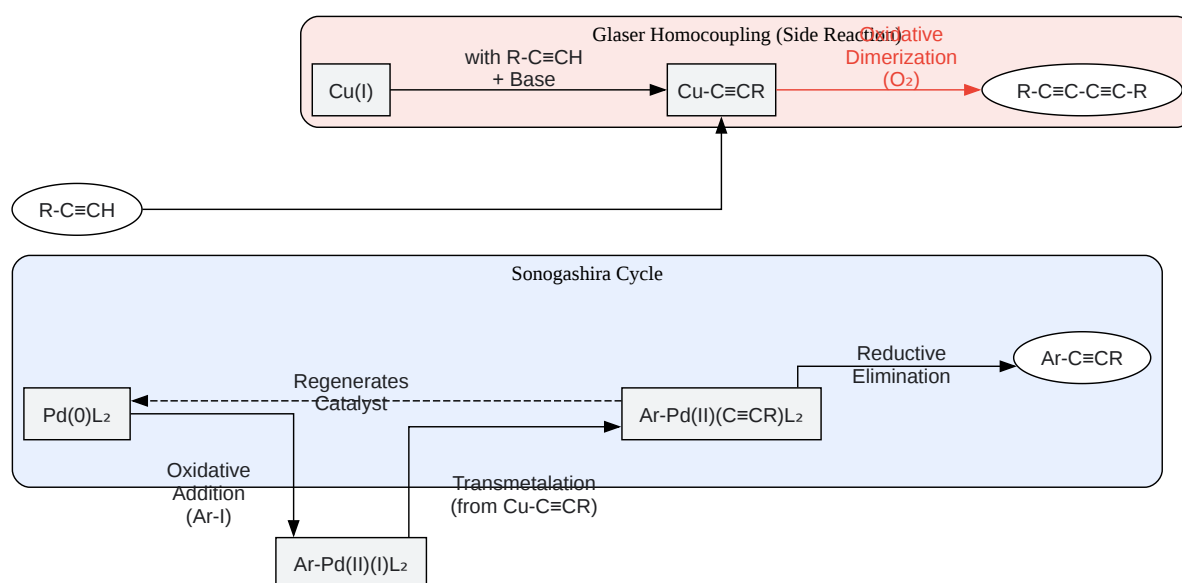 Glaser Homocoupling (Side Reaction)
Cu(I)
with R-C≡CH
+ Base
Cu-C≡CR
Oxidative
Dimerization
(O₂)
R-C≡C-C≡C-R
R-C≡CH
Sonogashira Cycle
Pd(0)L₂
Regenerates
Catalyst
Ar-Pd(II)(C≡CR)L₂
Reductive
Elimination
Ar-C≡CR
Oxidative
Addition
(Ar-I)
Transmetalation
(from Cu-C≡CR)
Ar-Pd(II)(I)L₂